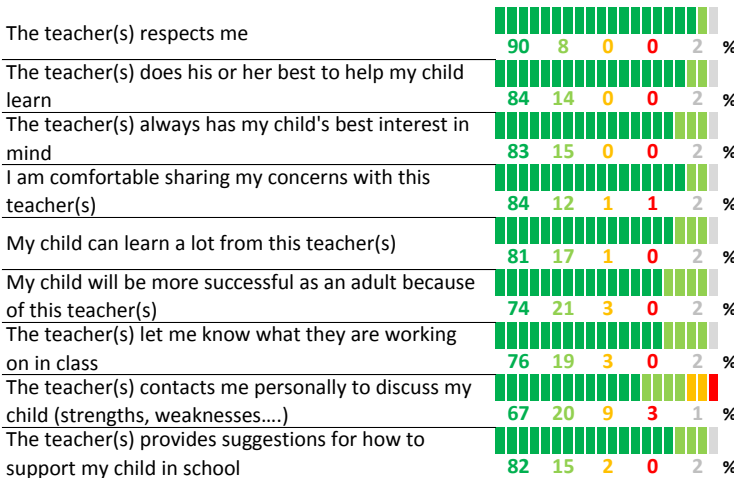 The teacher(s) respects me
90 8 0 0 2 %
The teacher(s) does his or her best to help my child
learn
84 14 0 0 2 %
The teacher(s) always has my child's best interest in
mind
83 15 0 0 2 %
I am comfortable sharing my concerns with this
teacher(s)
84 12 1 1 2 %
My child can learn a lot from this teacher(s)
81 17 1 0 2 %
My child will be more successful as an adult because
of this teacher(s)
74 21 3 0 2 %
The teacher(s) let me know what they are working
on in class
76 19 3 0 2 %
The teacher(s) contacts me personally to discuss my
child (strengths, weaknesses....)
67 20 9 3 1 %
The teacher(s) provides suggestions for how to
support my child in school
82 15 2 0 2 %